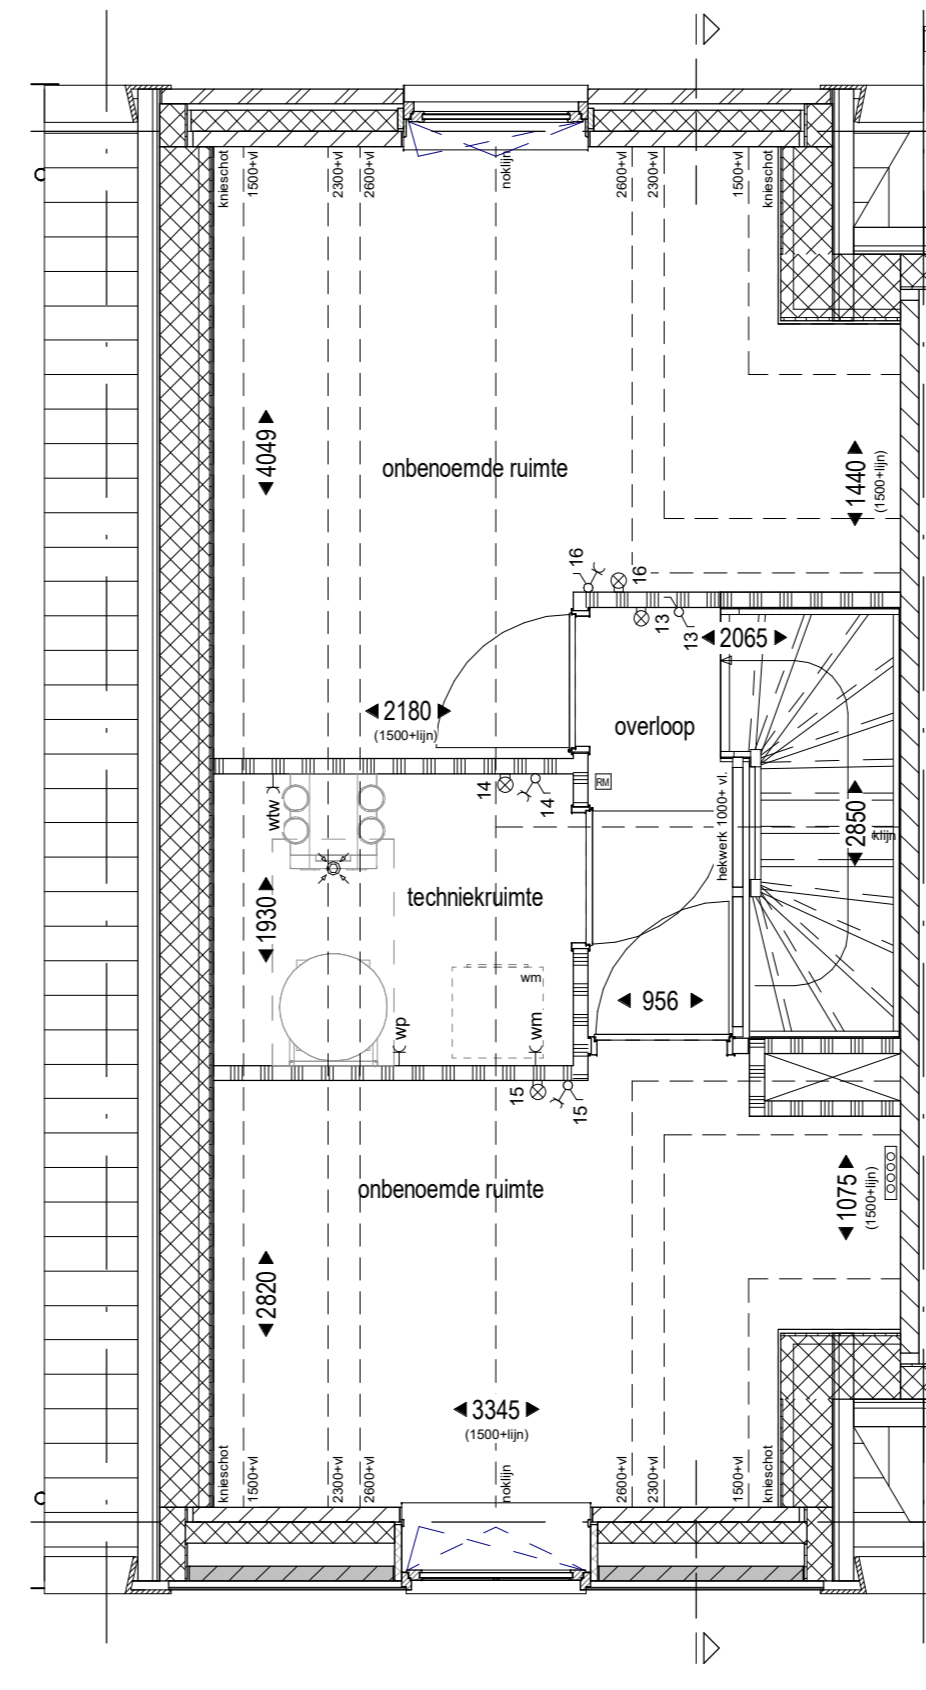 knieschot
1500+vl
2300+vl
2600+vl
noklijn
2600+vl
2300+vl
1500+vl
knieschot
4049
onbenoemde ruimte
1440
(1500+lijn)
16
16
13
13
2065
2180
(1500+lijn)
overloop
14
14
RM
wtw
hekwerk 1000+ vl.
2850
klijn
1930
techniekruimte
wm
956
wp
wm
15
15
onbenoemde ruimte
1075
(1500+lijn)
2820
3345
(1500+lijn)
knieschot
1500+vl
2300+vl
2600+vl
noklijn
2600+vl
2300+vl
1500+vl
knieschot